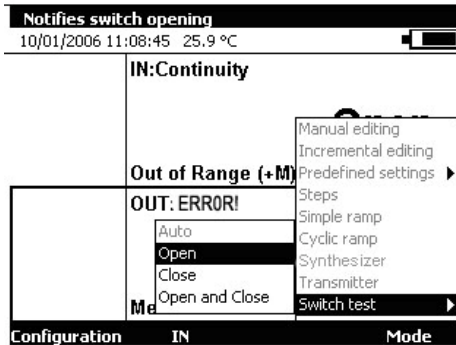 Notifies switch opening
10/01/2006 11:08:45 25.9 °C
IN:Continuity
Out of Range (+M)
OUT: ERR0R!
Manual editing
Incremental editing
Predefined settings
Steps
Simple ramp
Cyclic ramp
Synthesizer
Transmitter
Switch test
Auto
Open
Close
Open and Close
Me
Configuration IN Mode